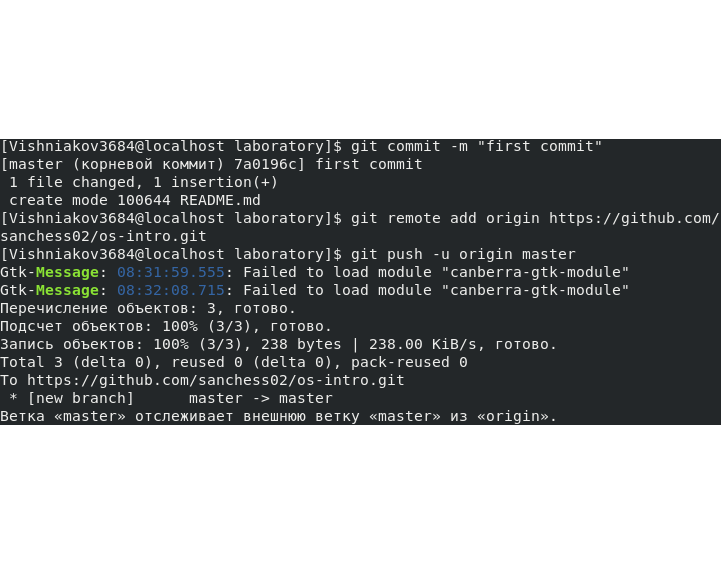 [Vishniakov3684@localhost laboratory]$ git commit -m "first commit"
[master (корневой коммит) 7a0196c] first commit
 1 file changed, 1 insertion(+)
 create mode 100644 README.md
[Vishniakov3684@localhost laboratory]$ git remote add origin https://github.com/
sanchess02/os-intro.git
[Vishniakov3684@localhost laboratory]$ git push -u origin master
Gtk-Message: 08:31:59.555: Failed to load module "canberra-gtk-module"
Gtk-Message: 08:32:08.715: Failed to load module "canberra-gtk-module"
Перечисление объектов: 3, готово.
Подсчет объектов: 100% (3/3), готово.
Запись объектов: 100% (3/3), 238 bytes | 238.00 KiB/s, готово.
Total 3 (delta 0), reused 0 (delta 0), pack-reused 0
To https://github.com/sanchess02/os-intro.git
 * [new branch]      master -> master
Ветка «master» отслеживает внешнюю ветку «master» из «origin».